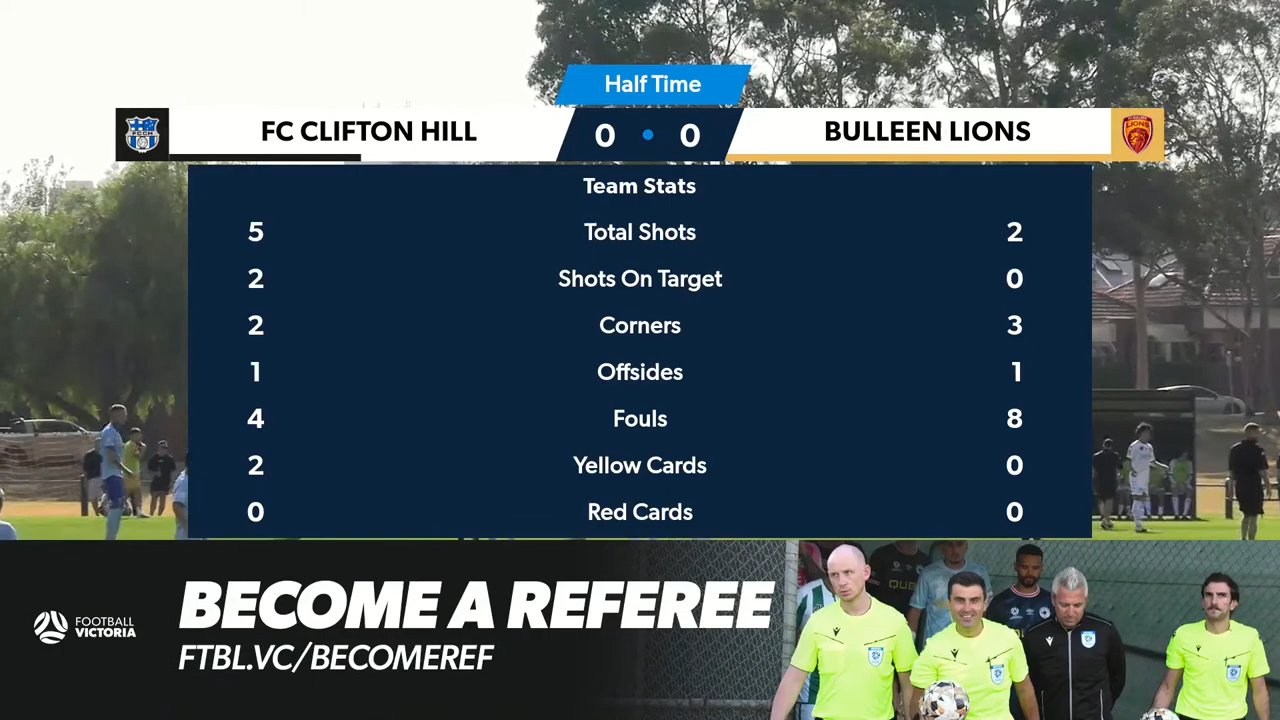 Half Time
FC CLIFTON HILL 0 • 0 BULLEEN LIONS
LIONS
Team Stats
5 Total Shots 2
2 Shots On Target 0
2 Corners 3
1 Offsides 1
4 Fouls 8
2 Yellow Cards 0
0 Red Cards 0
BECOME A REFEREE
FTBL.VC/BECOMEREF
FOOTBALL
VICTORIA